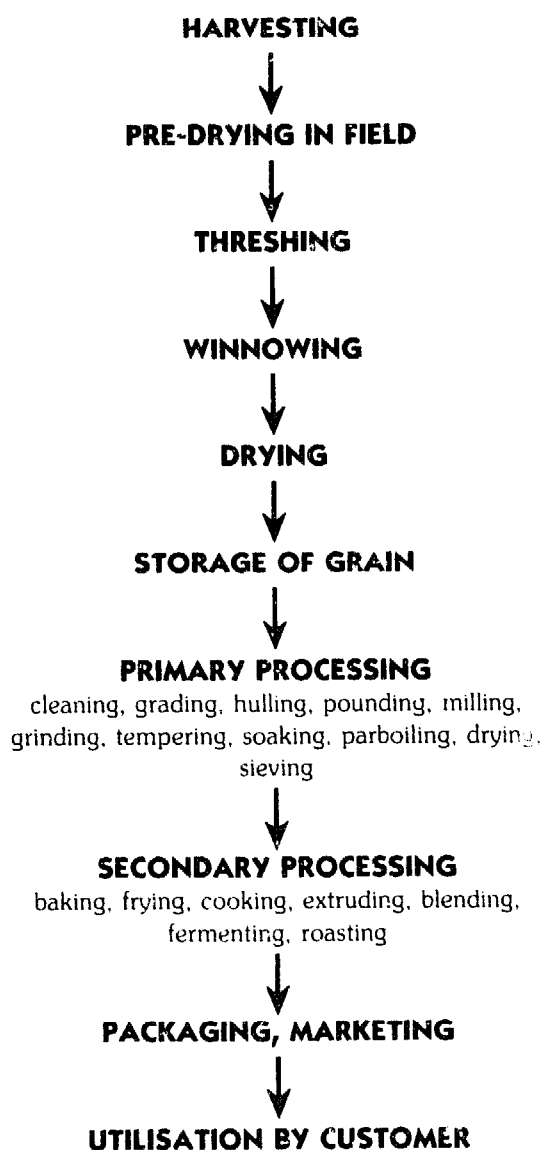 HARVESTING
PRE-DRYING IN FIELD
THRESHING
WINNOWING
DRYING
STORAGE OF GRAIN
PRIMARY PROCESSING
cleaning, grading, hulling, pounding, milling,
grinding, tempering, soaking, parboiling, drying,
sieving
SECONDARY PROCESSING
baking, frying, cooking, extruding, blending,
fermenting, roasting
PACKAGING, MARKETING
UTILISATION BY CUSTOMER